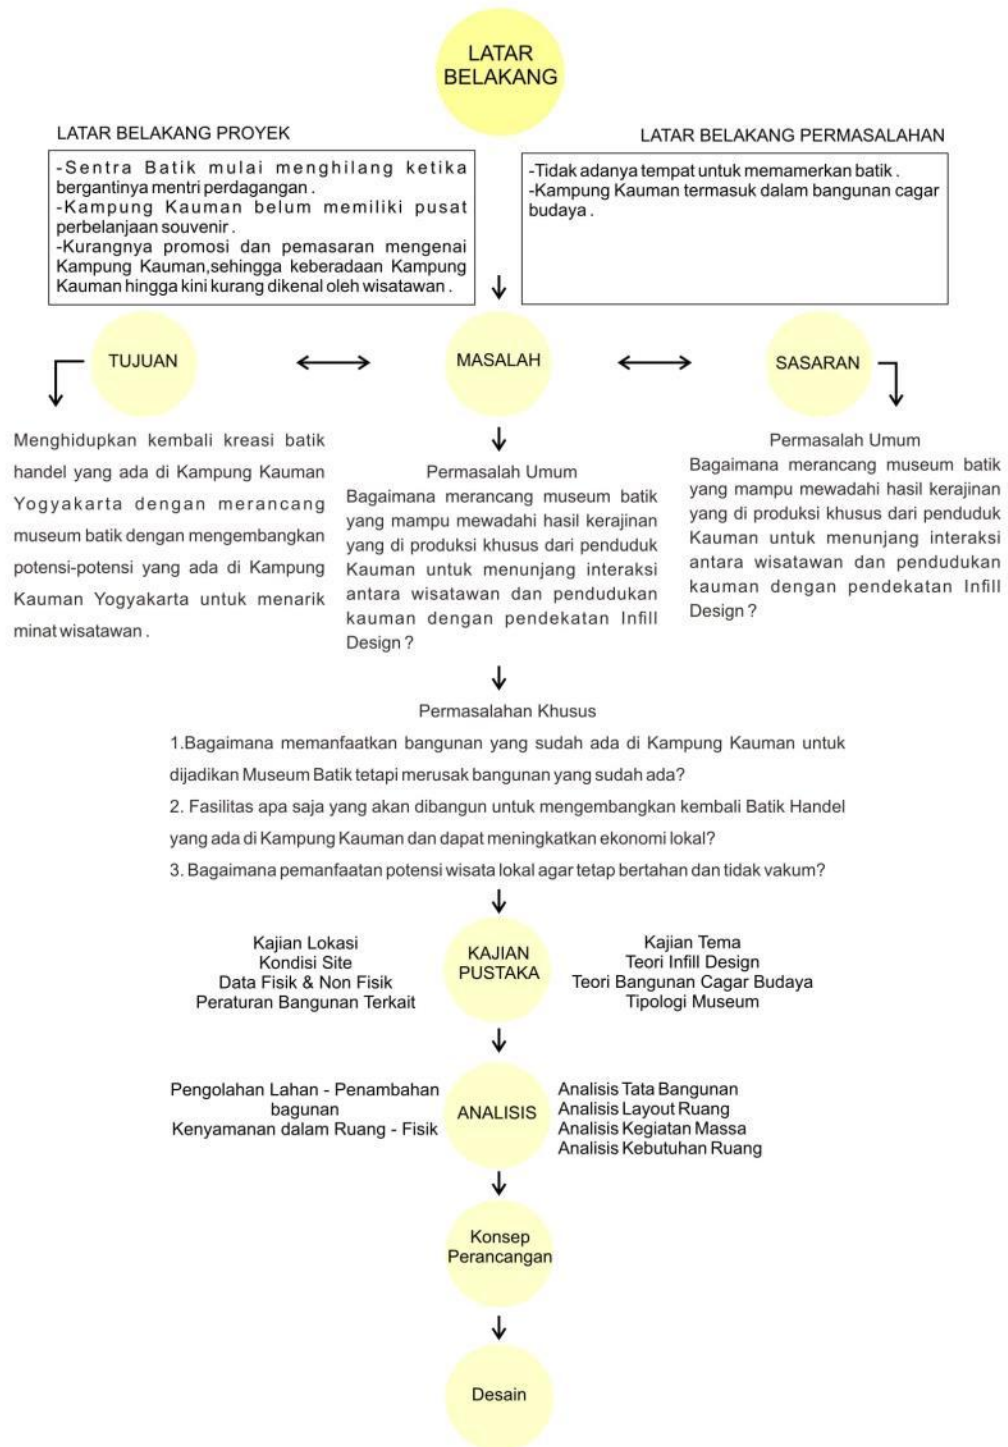 LATAR
BELAKANG
LATAR BELAKANG PROYEK
-Sentra Batik mulai menghilang ketika
bergantinya mentri perdagangan .
-Kampung Kauman belum memiliki pusat
perbelanjaan souvenir .
-Kurangnya promosi dan pemasaran mengenai
Kampung Kauman,sehingga keberadaan Kampung
Kauman hingga kini kurang dikenal oleh wisatawan .
LATAR BELAKANG PERMASALAHAN
-Tidak adanya tempat untuk memamerkan batik .
-Kampung Kauman termasuk dalam bangunan cagar
budaya .
TUJUAN
Menghidupkan kembali kreasi batik
handel yang ada di Kampung Kauman
Yogyakarta dengan merancang
museum batik dengan mengembangkan
potensi-potensi yang ada di Kampung
Kauman Yogyakarta untuk menarik
minat wisatawan .
MASALAH
Permasalah Umum
Bagaimana merancang museum batik
yang mampu mewadahi hasil kerajinan
yang di produksi khusus dari penduduk
Kauman untuk menunjang interaksi
antara wisatawan dan pendudukan
kauman dengan pendekatan Infill
Design ?
SASARAN
Permasalah Umum
Bagaimana merancang museum batik
yang mampu mewadahi hasil kerajinan
yang di produksi khusus dari penduduk
Kauman untuk menunjang interaksi
antara wisatawan dan pendudukan
kauman dengan pendekatan Infill
Design ?
Permasalahan Khusus
1.Bagaimana memanfaatkan bangunan yang sudah ada di Kampung Kauman untuk
dijadikan Museum Batik tetapi merusak bangunan yang sudah ada?
2. Fasilitas apa saja yang akan dibangun untuk mengembangkan kembali Batik Handel
yang ada di Kampung Kauman dan dapat meningkatkan ekonomi lokal?
3. Bagaimana pemanfaatan potensi wisata lokal agar tetap bertahan dan tidak vakum?
Kajian Lokasi
Kondisi Site
Data Fisik & Non Fisik
Peraturan Bangunan Terkait
KAJIAN
PUSTAKA
Kajian Tema
Teori Infill Design
Teori Bangunan Cagar Budaya
Tipologi Museum
Pengolahan Lahan - Penambahan
bagunan
Kenyamanan dalam Ruang - Fisik
ANALISIS
Analisis Tata Bangunan
Analisis Layout Ruang
Analisis Kegiatan Massa
Analisis Kebutuhan Ruang
Konsep
Perancangan
Desain